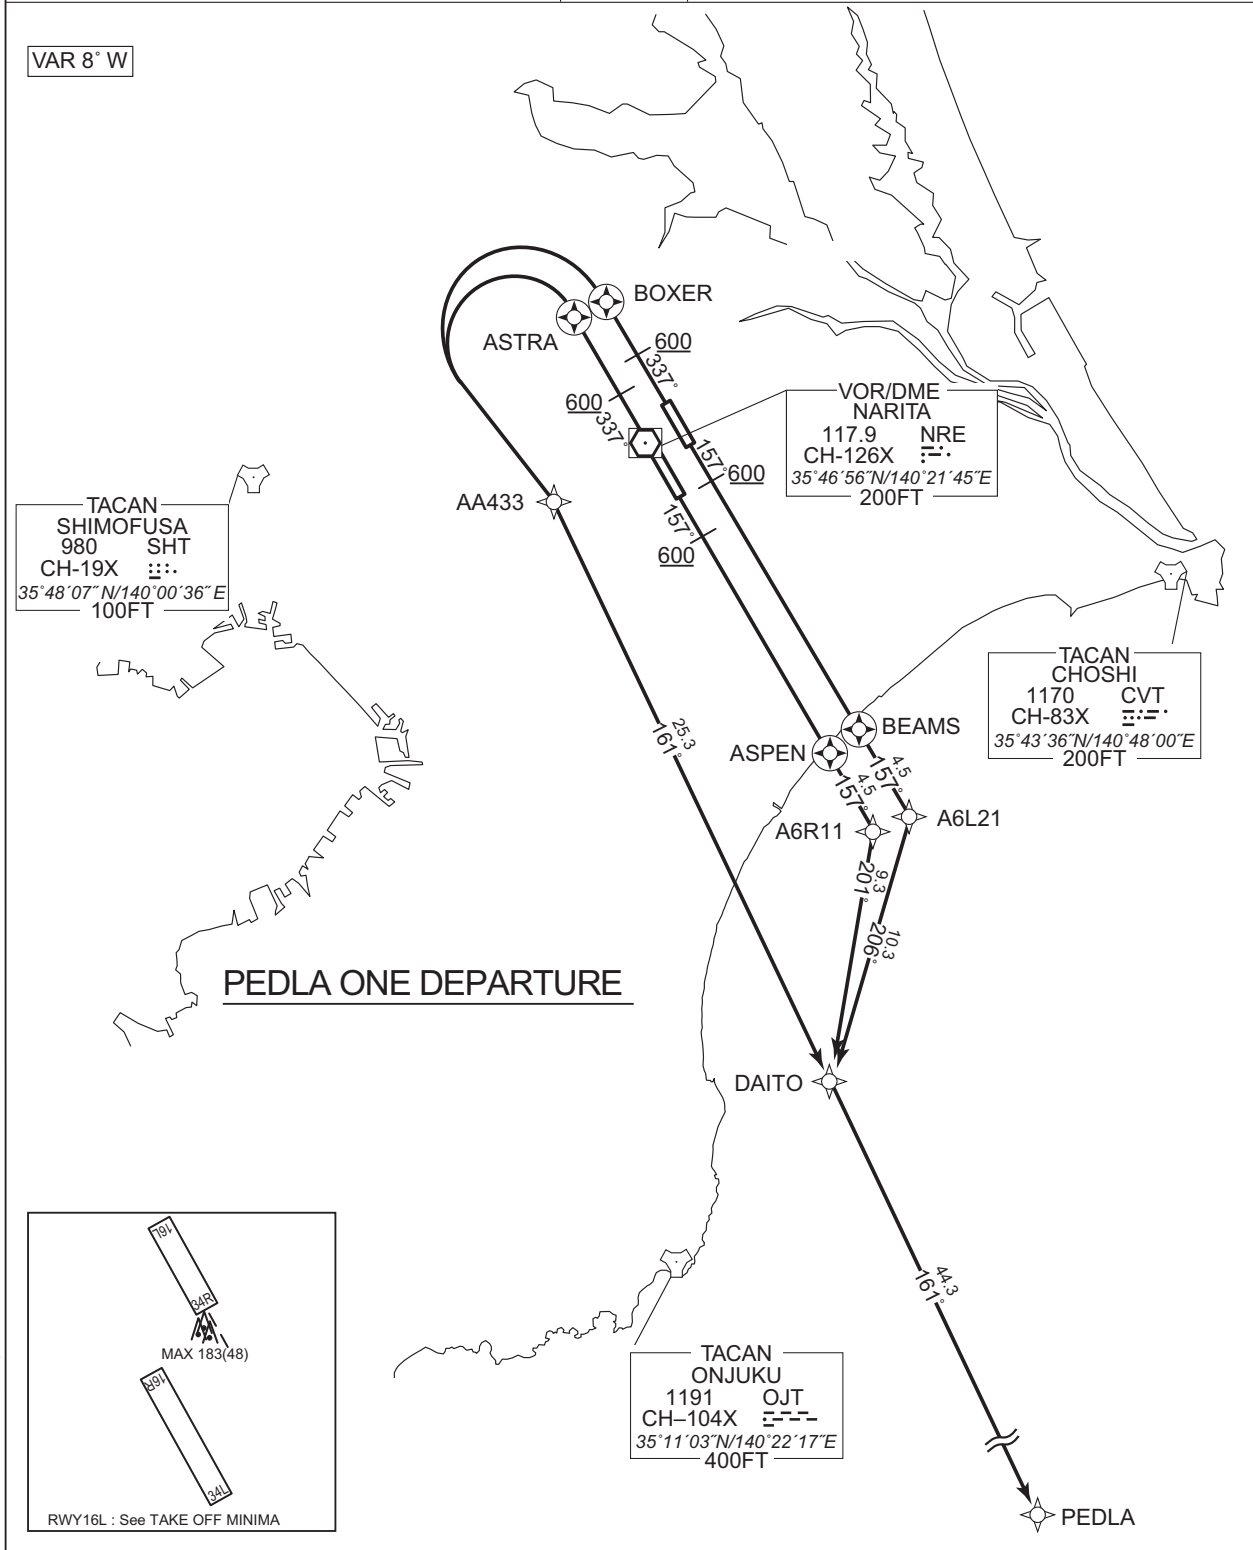 VAR 8° W
BOXER
ASTRA
600
337°
600
337°
VOR/DME
NARITA
117.9 NRE
CH-126X
35°46´56˝N/140°21´45˝E
200FT
157°
600
157°
600
AA433
TACAN
SHIMOFUSA
980 SHT
CH-19X
35°48´07˝N/140°00´36˝E
100FT
TACAN
CHOSHI
1170 CVT
CH-83X
35°43´36˝N/140°48´00˝E
200FT
25.3
161°
BEAMS
ASPEN
4.5
157°
4.5
157°
A6R11
A6L21
9.3
201°
10.3
206°
PEDLA ONE DEPARTURE
DAITO
44.3
161°
16L
34R
MAX 183(48)
16R
34L
RWY16L : See TAKE OFF MINIMA
TACAN
ONJUKU
1191 OJT
CH–104X
35°11´03˝N/140°22´17˝E
400FT
PEDLA